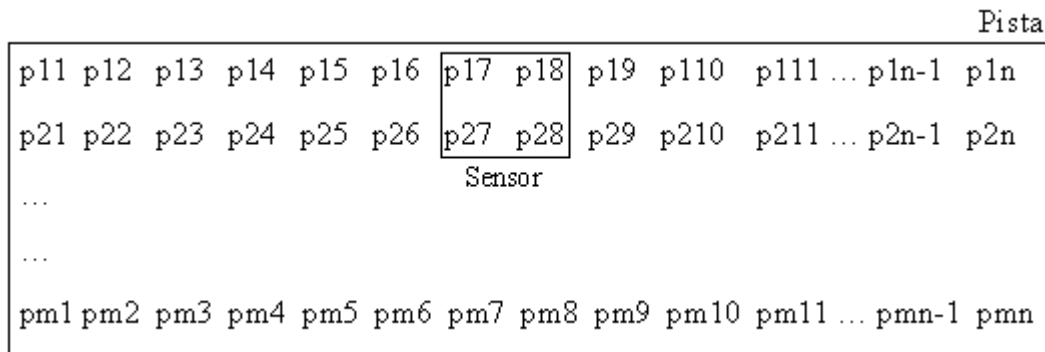 Pista
p11 p12 p13 p14 p15 p16 p17 p18 p19 p110 p111 ... p1n-1 p1n
p21 p22 p23 p24 p25 p26 p27 p28 p29 p210 p211 ... p2n-1 p2n
Sensor
...
...
pm1 pm2 pm3 pm4 pm5 pm6 pm7 pm8 pm9 pm10 pm11 ... pmn-1 pmn